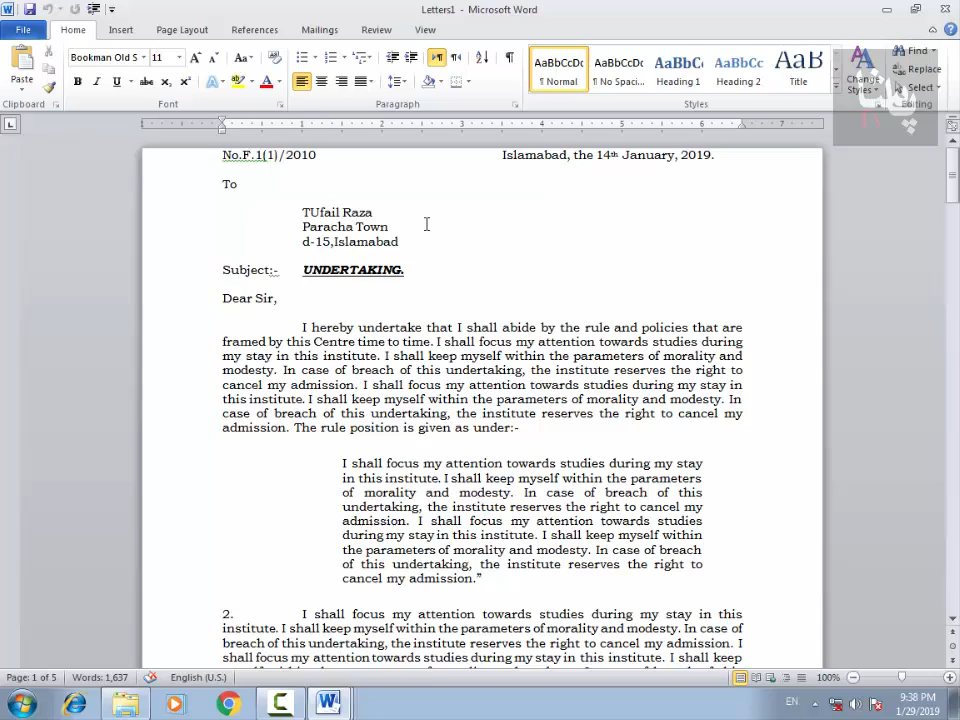 Letters1 - Microsoft Word
File Home Insert Page Layout References Mailings Review View
Paste
Bookman Old S 11 Aa
B I U abc x₂ x² A A
AaBbCcDc AaBbCcDc AaBbC AaBbCc AaB
¶ Normal ¶ No Spaci... Heading 1 Heading 2 Title
Change Styles
Find
Replace
Select
Clipboard Font Paragraph Styles Editing
1 2 3 4 5 6 7
No.F.1(1)/2010 Islamabad, the 14th January, 2019.
To
TUfail Raza
Paracha Town
d-15,Islamabad
Subject:- UNDERTAKING.
Dear Sir,
I hereby undertake that I shall abide by the rule and policies that are
framed by this Centre time to time. I shall focus my attention towards studies during
my stay in this institute. I shall keep myself within the parameters of morality and
modesty. In case of breach of this undertaking, the institute reserves the right to
cancel my admission. I shall focus my attention towards studies during my stay in
this institute. I shall keep myself within the parameters of morality and modesty. In
case of breach of this undertaking, the institute reserves the right to cancel my
admission. The rule position is given as under:-
I shall focus my attention towards studies during my stay
in this institute. I shall keep myself within the parameters
of morality and modesty. In case of breach of this
undertaking, the institute reserves the right to cancel my
admission. I shall focus my attention towards studies
during my stay in this institute. I shall keep myself within
the parameters of morality and modesty. In case of breach
of this undertaking, the institute reserves the right to
cancel my admission.”
2. I shall focus my attention towards studies during my stay in this
institute. I shall keep myself within the parameters of morality and modesty. In case of
breach of this undertaking, the institute reserves the right to cancel my admission. I
shall focus my attention towards studies during my stay in this institute. I shall keep
Page: 1 of 5 Words: 1,637 English (U.S.) 100%
EN 9:38 PM
1/29/2019